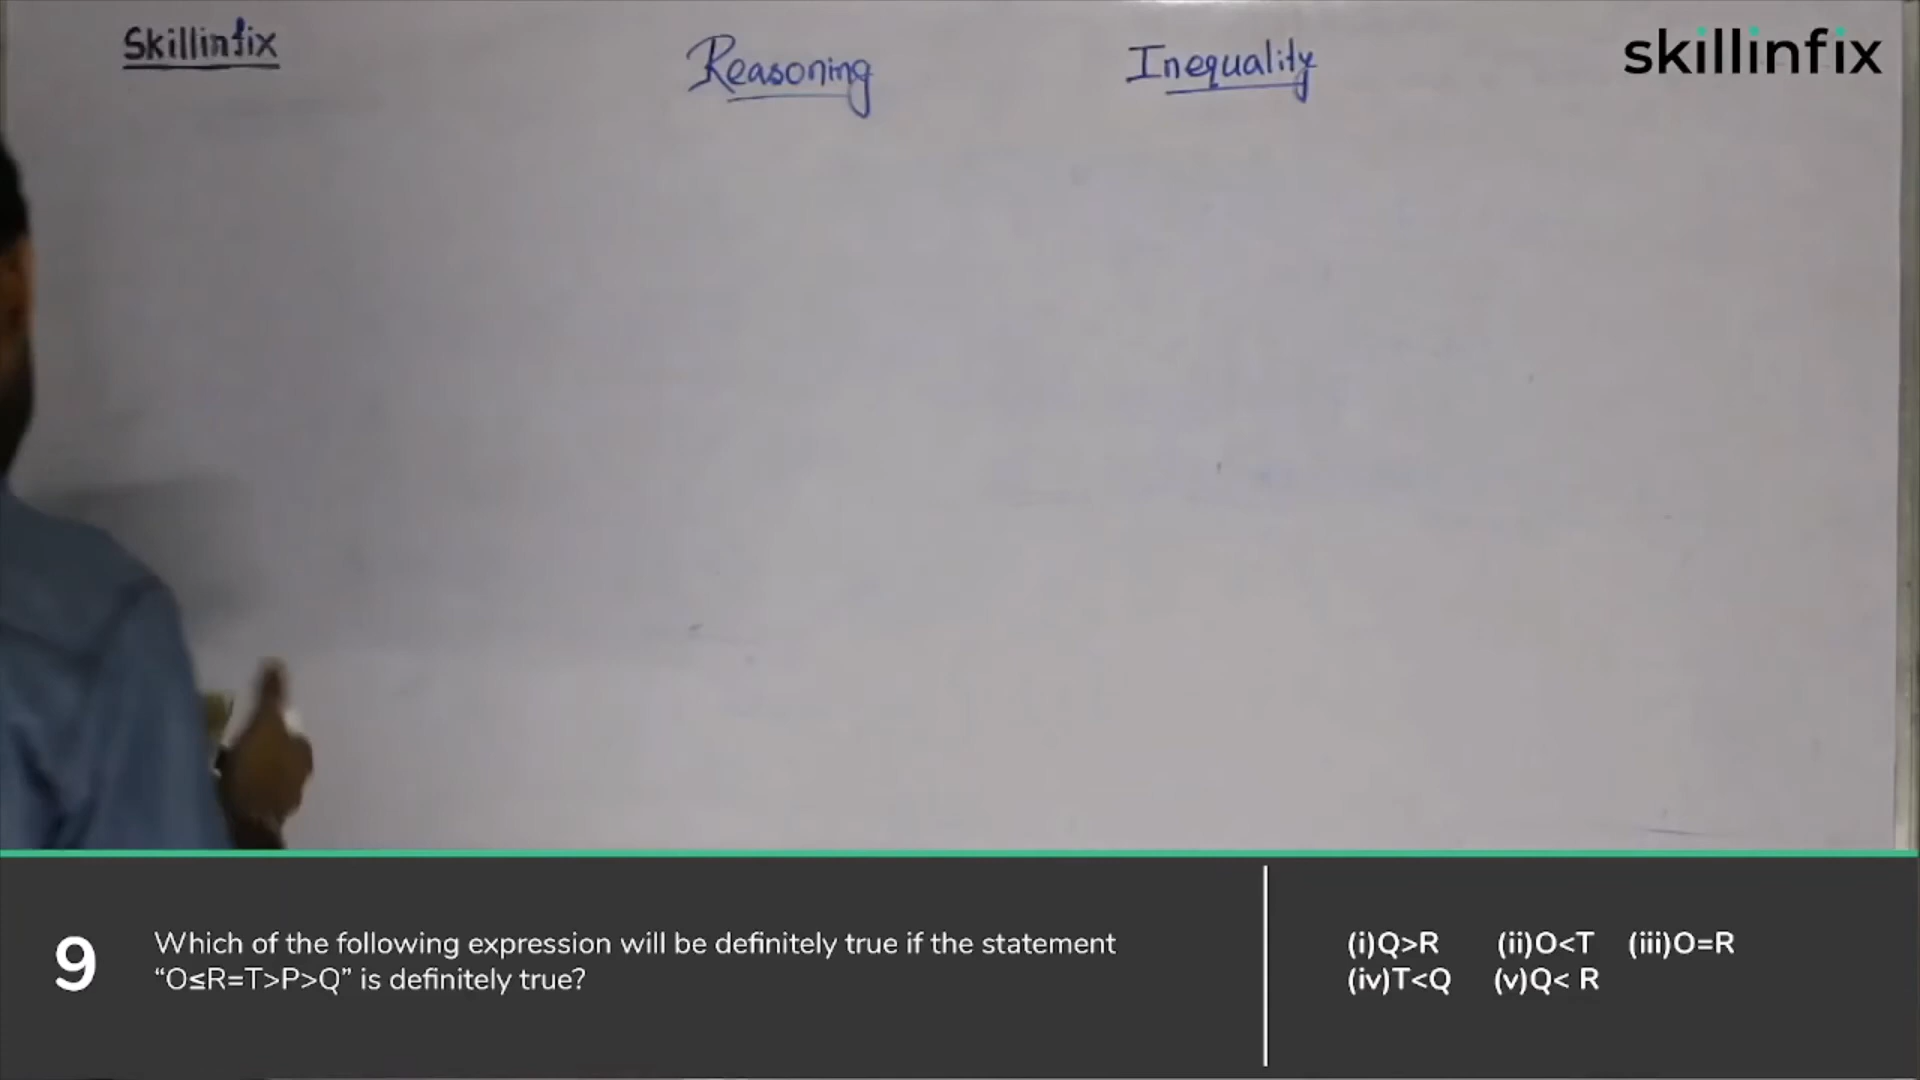 Skillinfix
Reasoning
Inequality
skillinfix
9
Which of the following expression will be definitely true if the statement
“O≤R=T>P>Q” is definitely true?
(i)Q>R (ii)O<T (iii)O=R
(iv)T<Q (v)Q< R